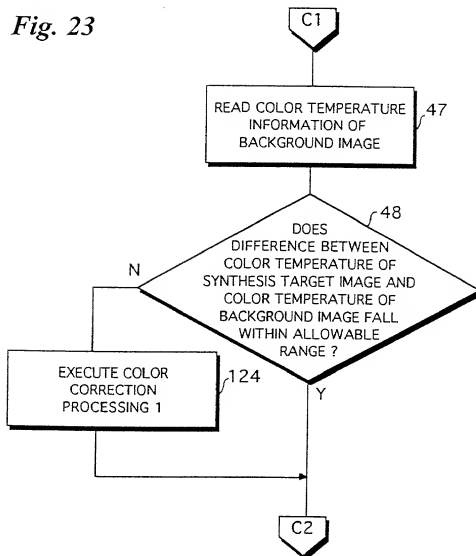 Fig. 23
C1
READ COLOR TEMPERATURE
INFORMATION OF
BACKGROUND IMAGE
47
48
DOES
DIFFERENCE BETWEEN
COLOR TEMPERATURE OF
SYNTHESIS TARGET IMAGE AND
COLOR TEMPERATURE OF
BACKGROUND IMAGE FALL
WITHIN ALLOWABLE
RANGE ?
N
EXECUTE COLOR
CORRECTION
PROCESSING 1
124
Y
C2